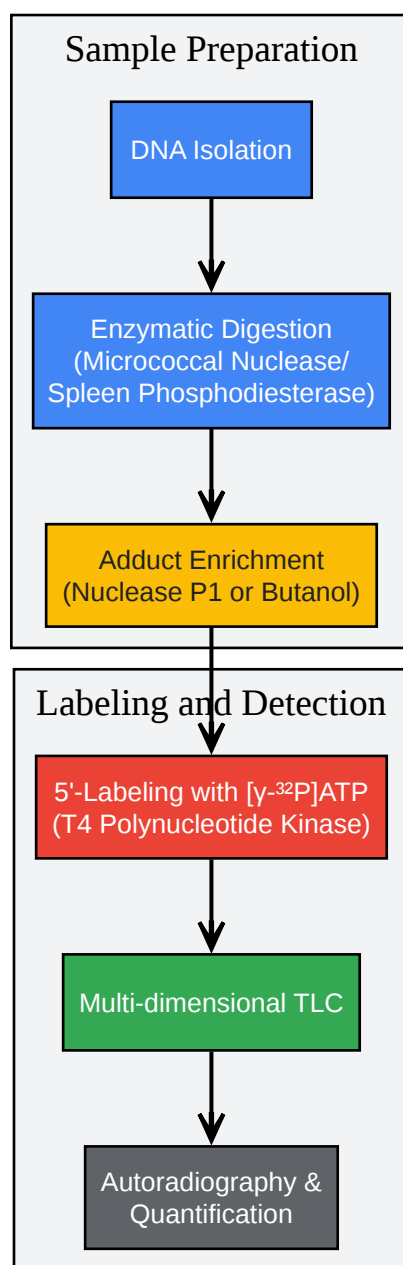 Sample Preparation
DNA Isolation
Enzymatic Digestion
(Micrococcal Nuclease/
Spleen Phosphodiesterase)
Adduct Enrichment
(Nuclease P1 or Butanol)
Labeling and Detection
5'-Labeling with [γ-³²P]ATP
(T4 Polynucleotide Kinase)
Multi-dimensional TLC
Autoradiography &
Quantification